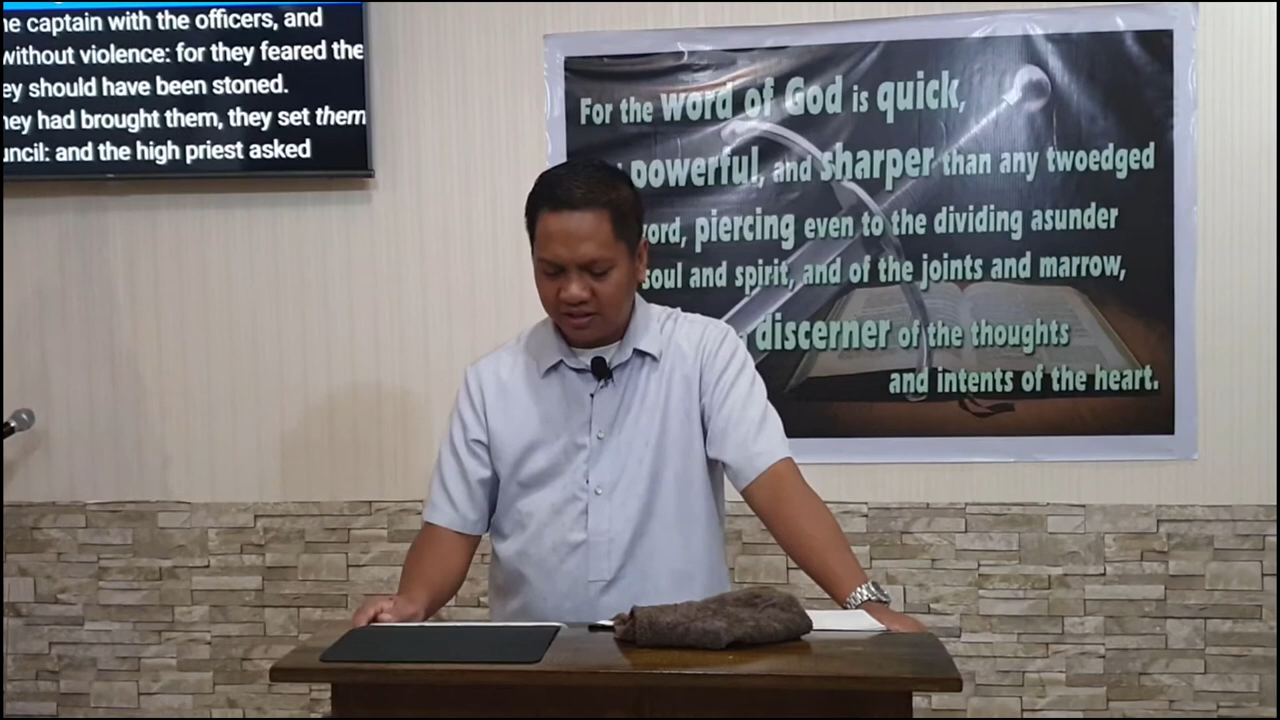 he captain with the officers, and
without violence: for they feared the
ey should have been stoned.
hey had brought them, they set them
uncil: and the high priest asked
For the word of God is quick,
powerful, and sharper than any twoedged
word, piercing even to the dividing asunder
soul and spirit, and of the joints and marrow,
discerner of the thoughts
and intents of the heart.